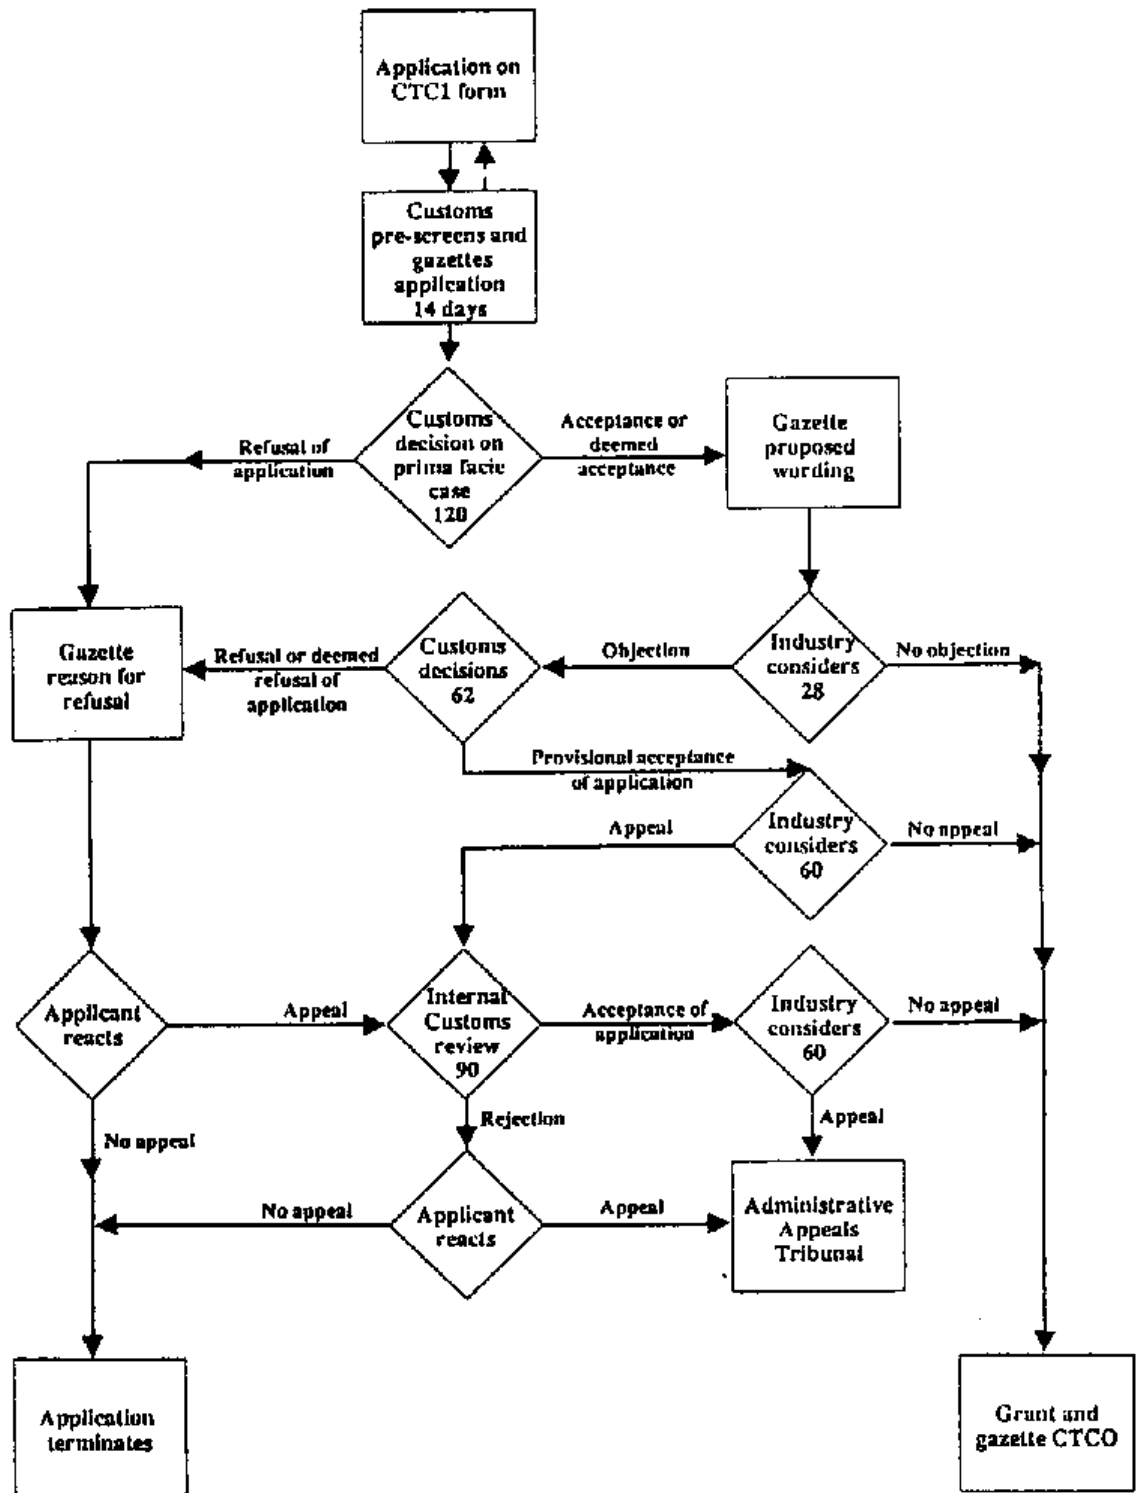 Application on
CTC1 form
Customs
pre-screens and
gazettes
application
14 days
Customs
decision on
prima facie
case
120
Refusal of
application
Acceptance or
deemed
acceptance
Gazette
proposed
wording
Gazette
reason for
refusal
Refusal or deemed
refusal of
application
Customs
decisions
62
Objection
Industry
considers
28
No objection
Provisional acceptance
of application
Appeal
Industry
considers
60
No appeal
Applicant
reacts
Appeal
Internal
Customs
review
90
Acceptance of
application
Industry
considers
60
No appeal
No appeal
Rejection
Appeal
No appeal
Applicant
reacts
Appeal
Administrative
Appeals
Tribunal
Application
terminates
Grant and
gazette CTCO